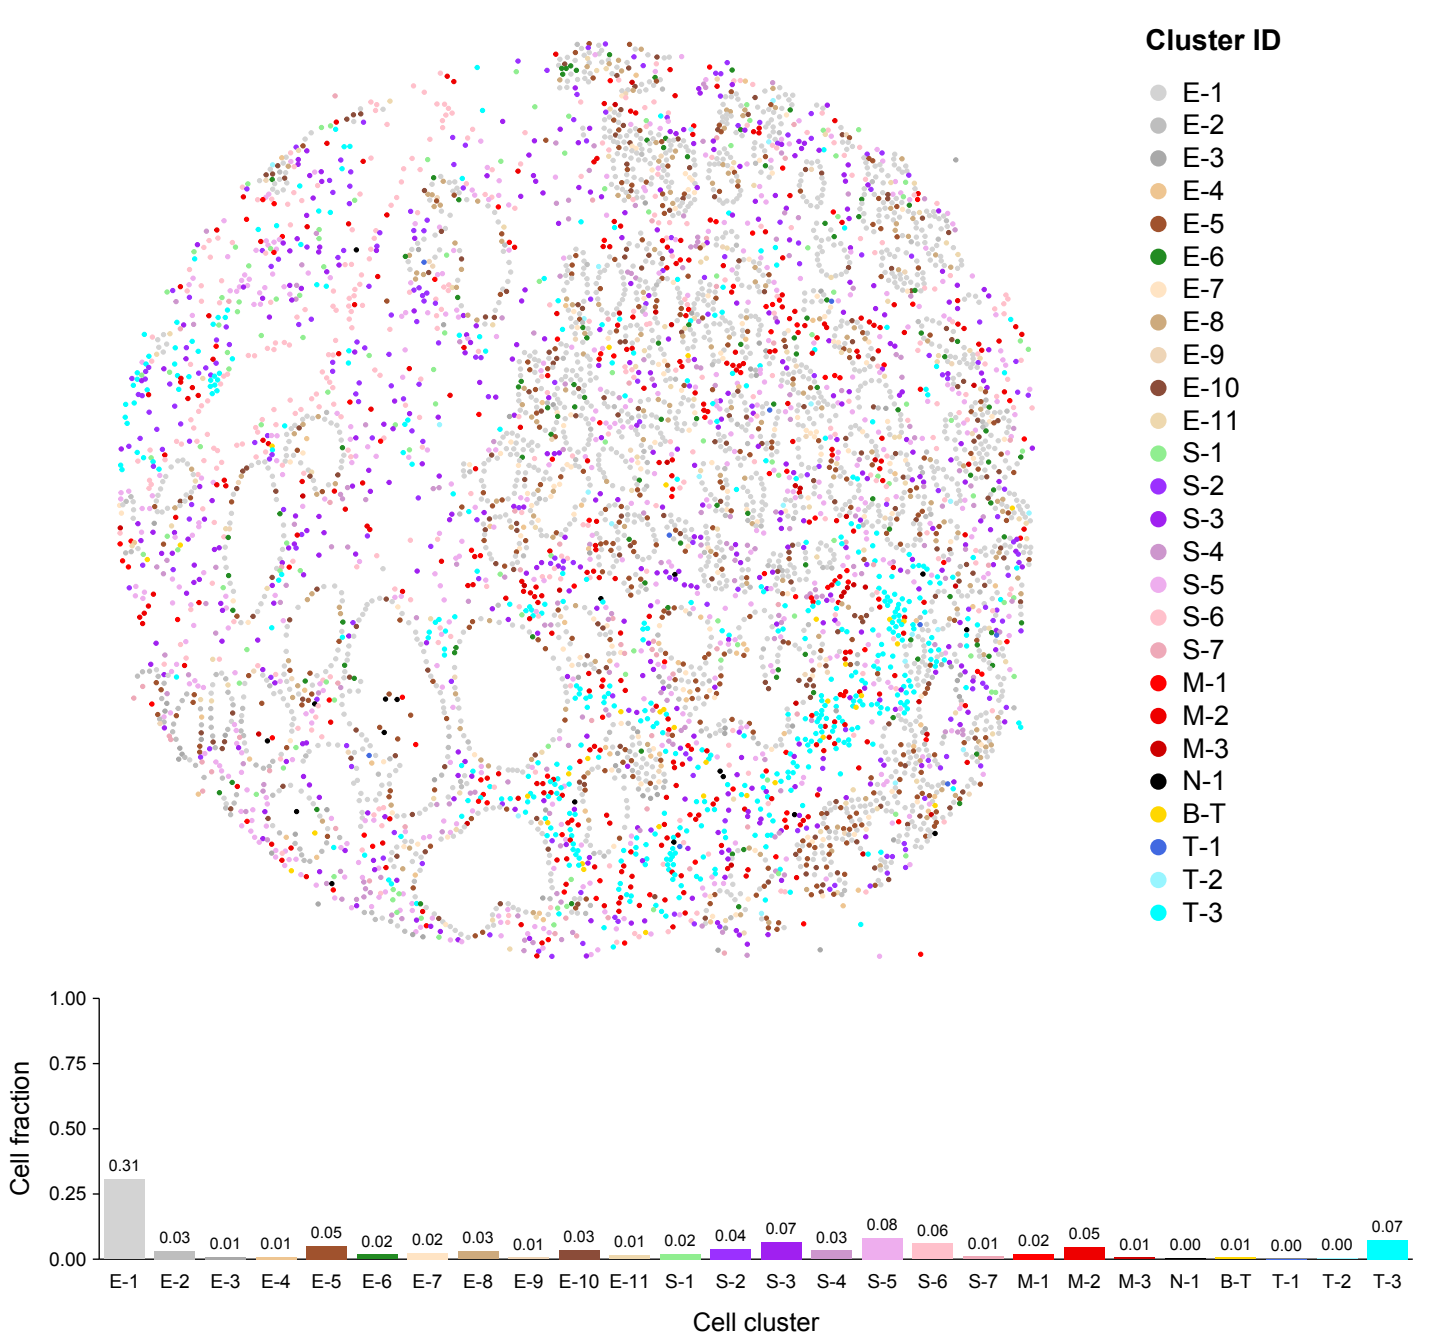 Cluster ID
E-1
E-2
E-3
E-4
E-5
E-6
E-7
E-8
E-9
E-10
E-11
S-1
S-2
S-3
S-4
S-5
S-6
S-7
M-1
M-2
M-3
N-1
B-T
T-1
T-2
T-3
1.00
0.75
0.50
0.25
0.00
Cell fraction
0.31 0.03 0.01 0.01 0.05 0.02 0.02 0.03 0.01 0.03 0.01 0.02 0.04 0.07 0.03 0.08 0.06 0.01 0.02 0.05 0.01 0.00 0.01 0.00 0.00 0.07
E-1 E-2 E-3 E-4 E-5 E-6 E-7 E-8 E-9 E-10 E-11 S-1 S-2 S-3 S-4 S-5 S-6 S-7 M-1 M-2 M-3 N-1 B-T T-1 T-2 T-3
Cell cluster